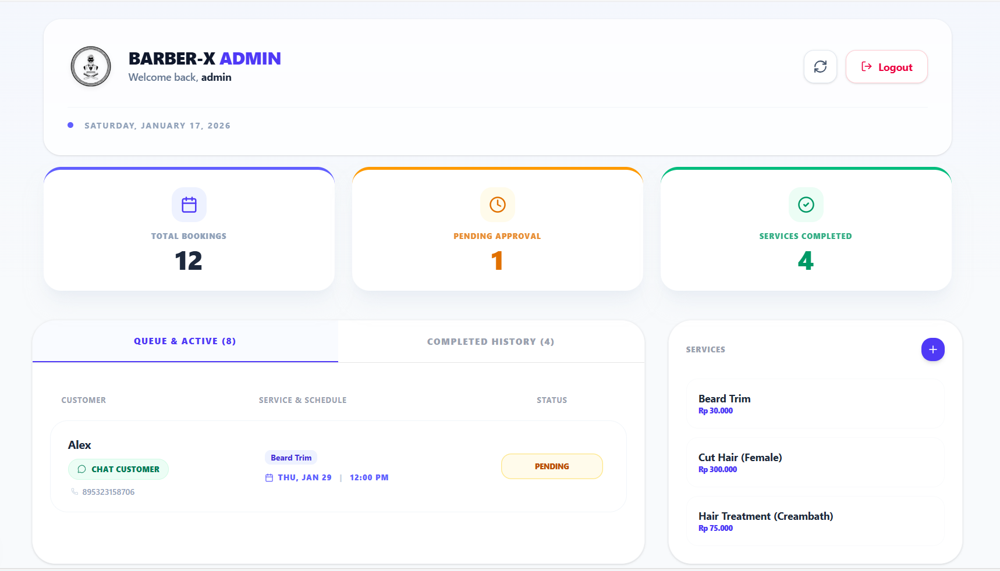 BARBER-X ADMIN
Welcome back, admin
Logout
SATURDAY, JANUARY 17, 2026
TOTAL BOOKINGS
12
PENDING APPROVAL
1
SERVICES COMPLETED
4
QUEUE & ACTIVE (8)
COMPLETED HISTORY (4)
CUSTOMER
SERVICE & SCHEDULE
STATUS
Alex
CHAT CUSTOMER
895323158706
Beard Trim
THU, JAN 29 | 12:00 PM
PENDING
SERVICES
Beard Trim
Rp 30.000
Cut Hair (Female)
Rp 300.000
Hair Treatment (Creambath)
Rp 75.000